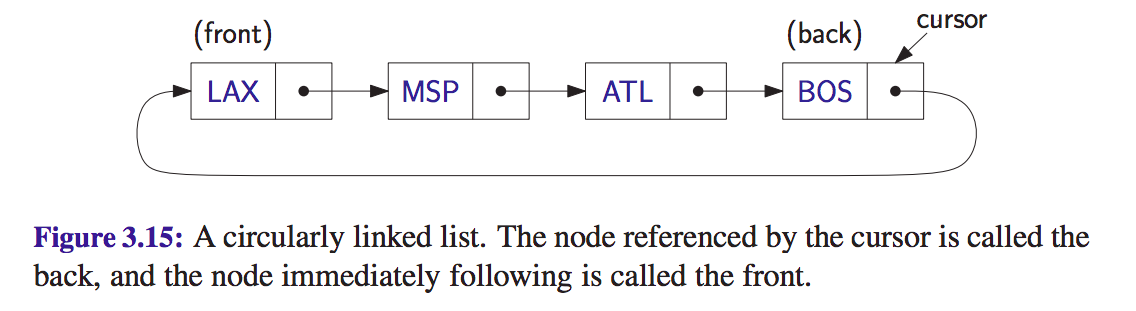 (front) (back) cursor
LAX MSP ATL BOS
Figure 3.15: A circularly linked list. The node referenced by the cursor is called the
back, and the node immediately following is called the front.